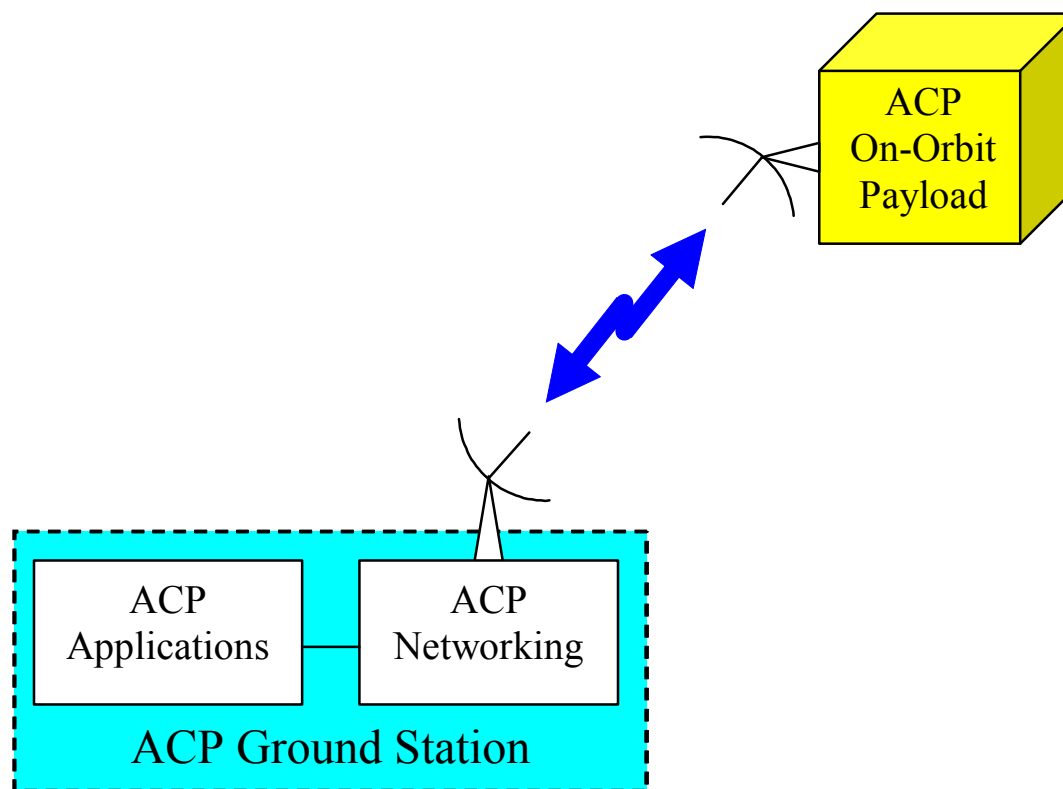 ACP
On-Orbit
Payload
ACP
Applications
ACP
Networking
ACP Ground Station